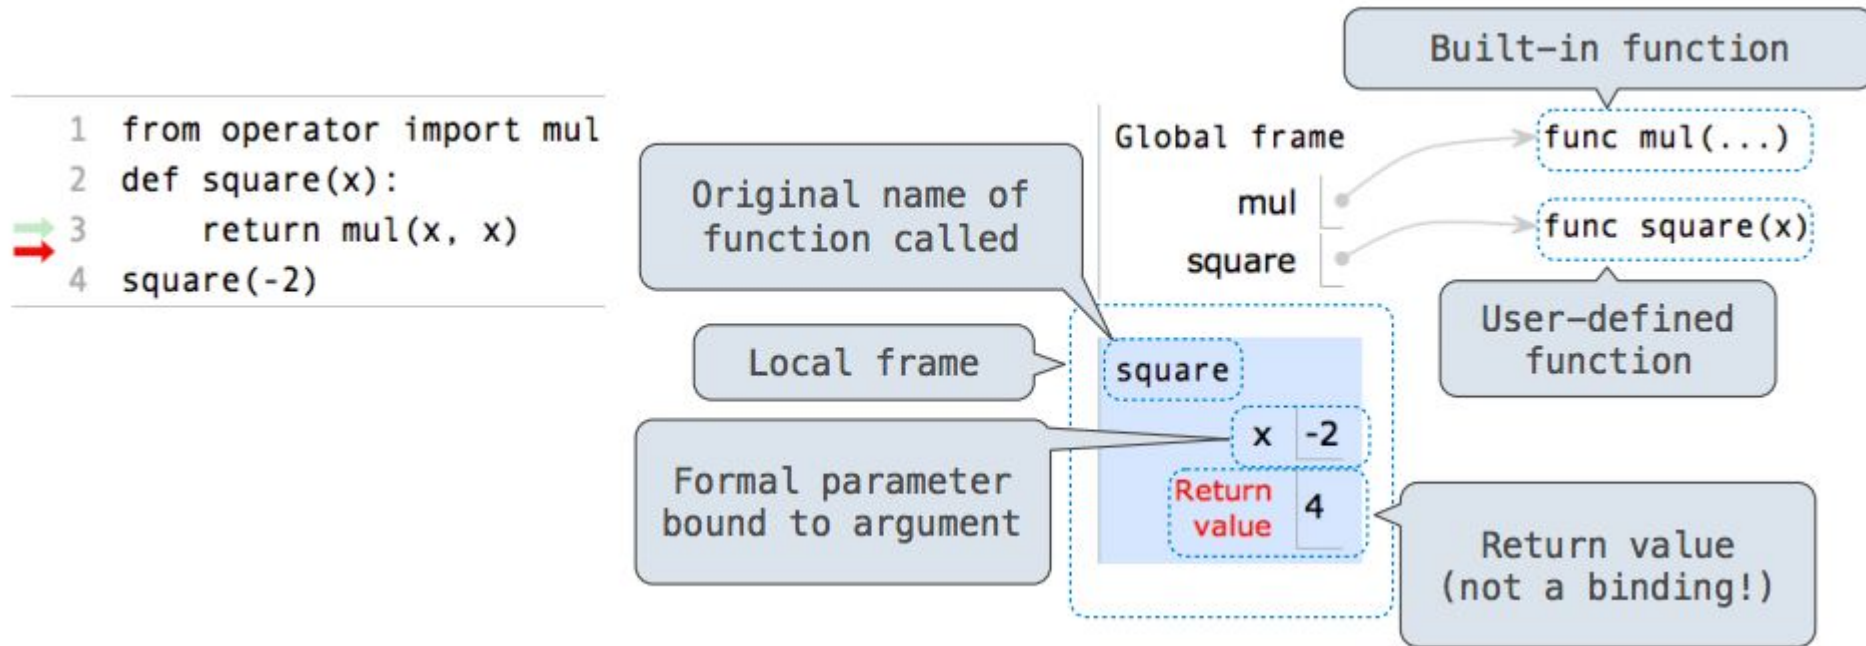 1 from operator import mul
2 def square(x):
3     return mul(x, x)
4 square(-2)
Built-in function
Global frame
func mul(...)
mul
func square(x)
square
Original name of
function called
User-defined
function
Local frame
square
x -2
Formal parameter
bound to argument
Return
value
4
Return value
(not a binding!)